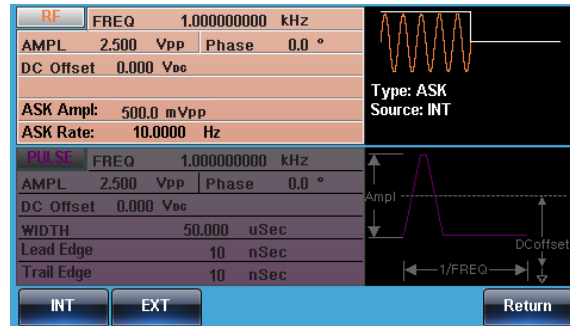 RF FREQ 1.000000000 kHz
AMPL 2.500 Vpp Phase 0.0 °
DC Offset 0.000 VDC
Type: ASK
ASK Ampl: 500.0 mVpp Source: INT
ASK Rate: 10.0000 Hz
PULSE FREQ 1.000000000 kHz
AMPL 2.500 Vpp Phase 0.0 °
Ampl
DC Offset 0.000 VDC
WIDTH 50.000 uSec
Lead Edge 10 nSec DCoffset
Trail Edge 10 nSec 1/FREQ
INT EXT Return